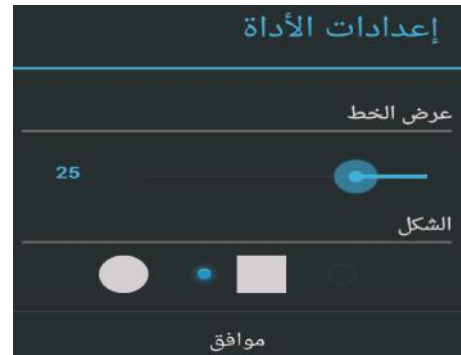 إعدادات الأداة
عرض الخط
25
الشكل
موافق